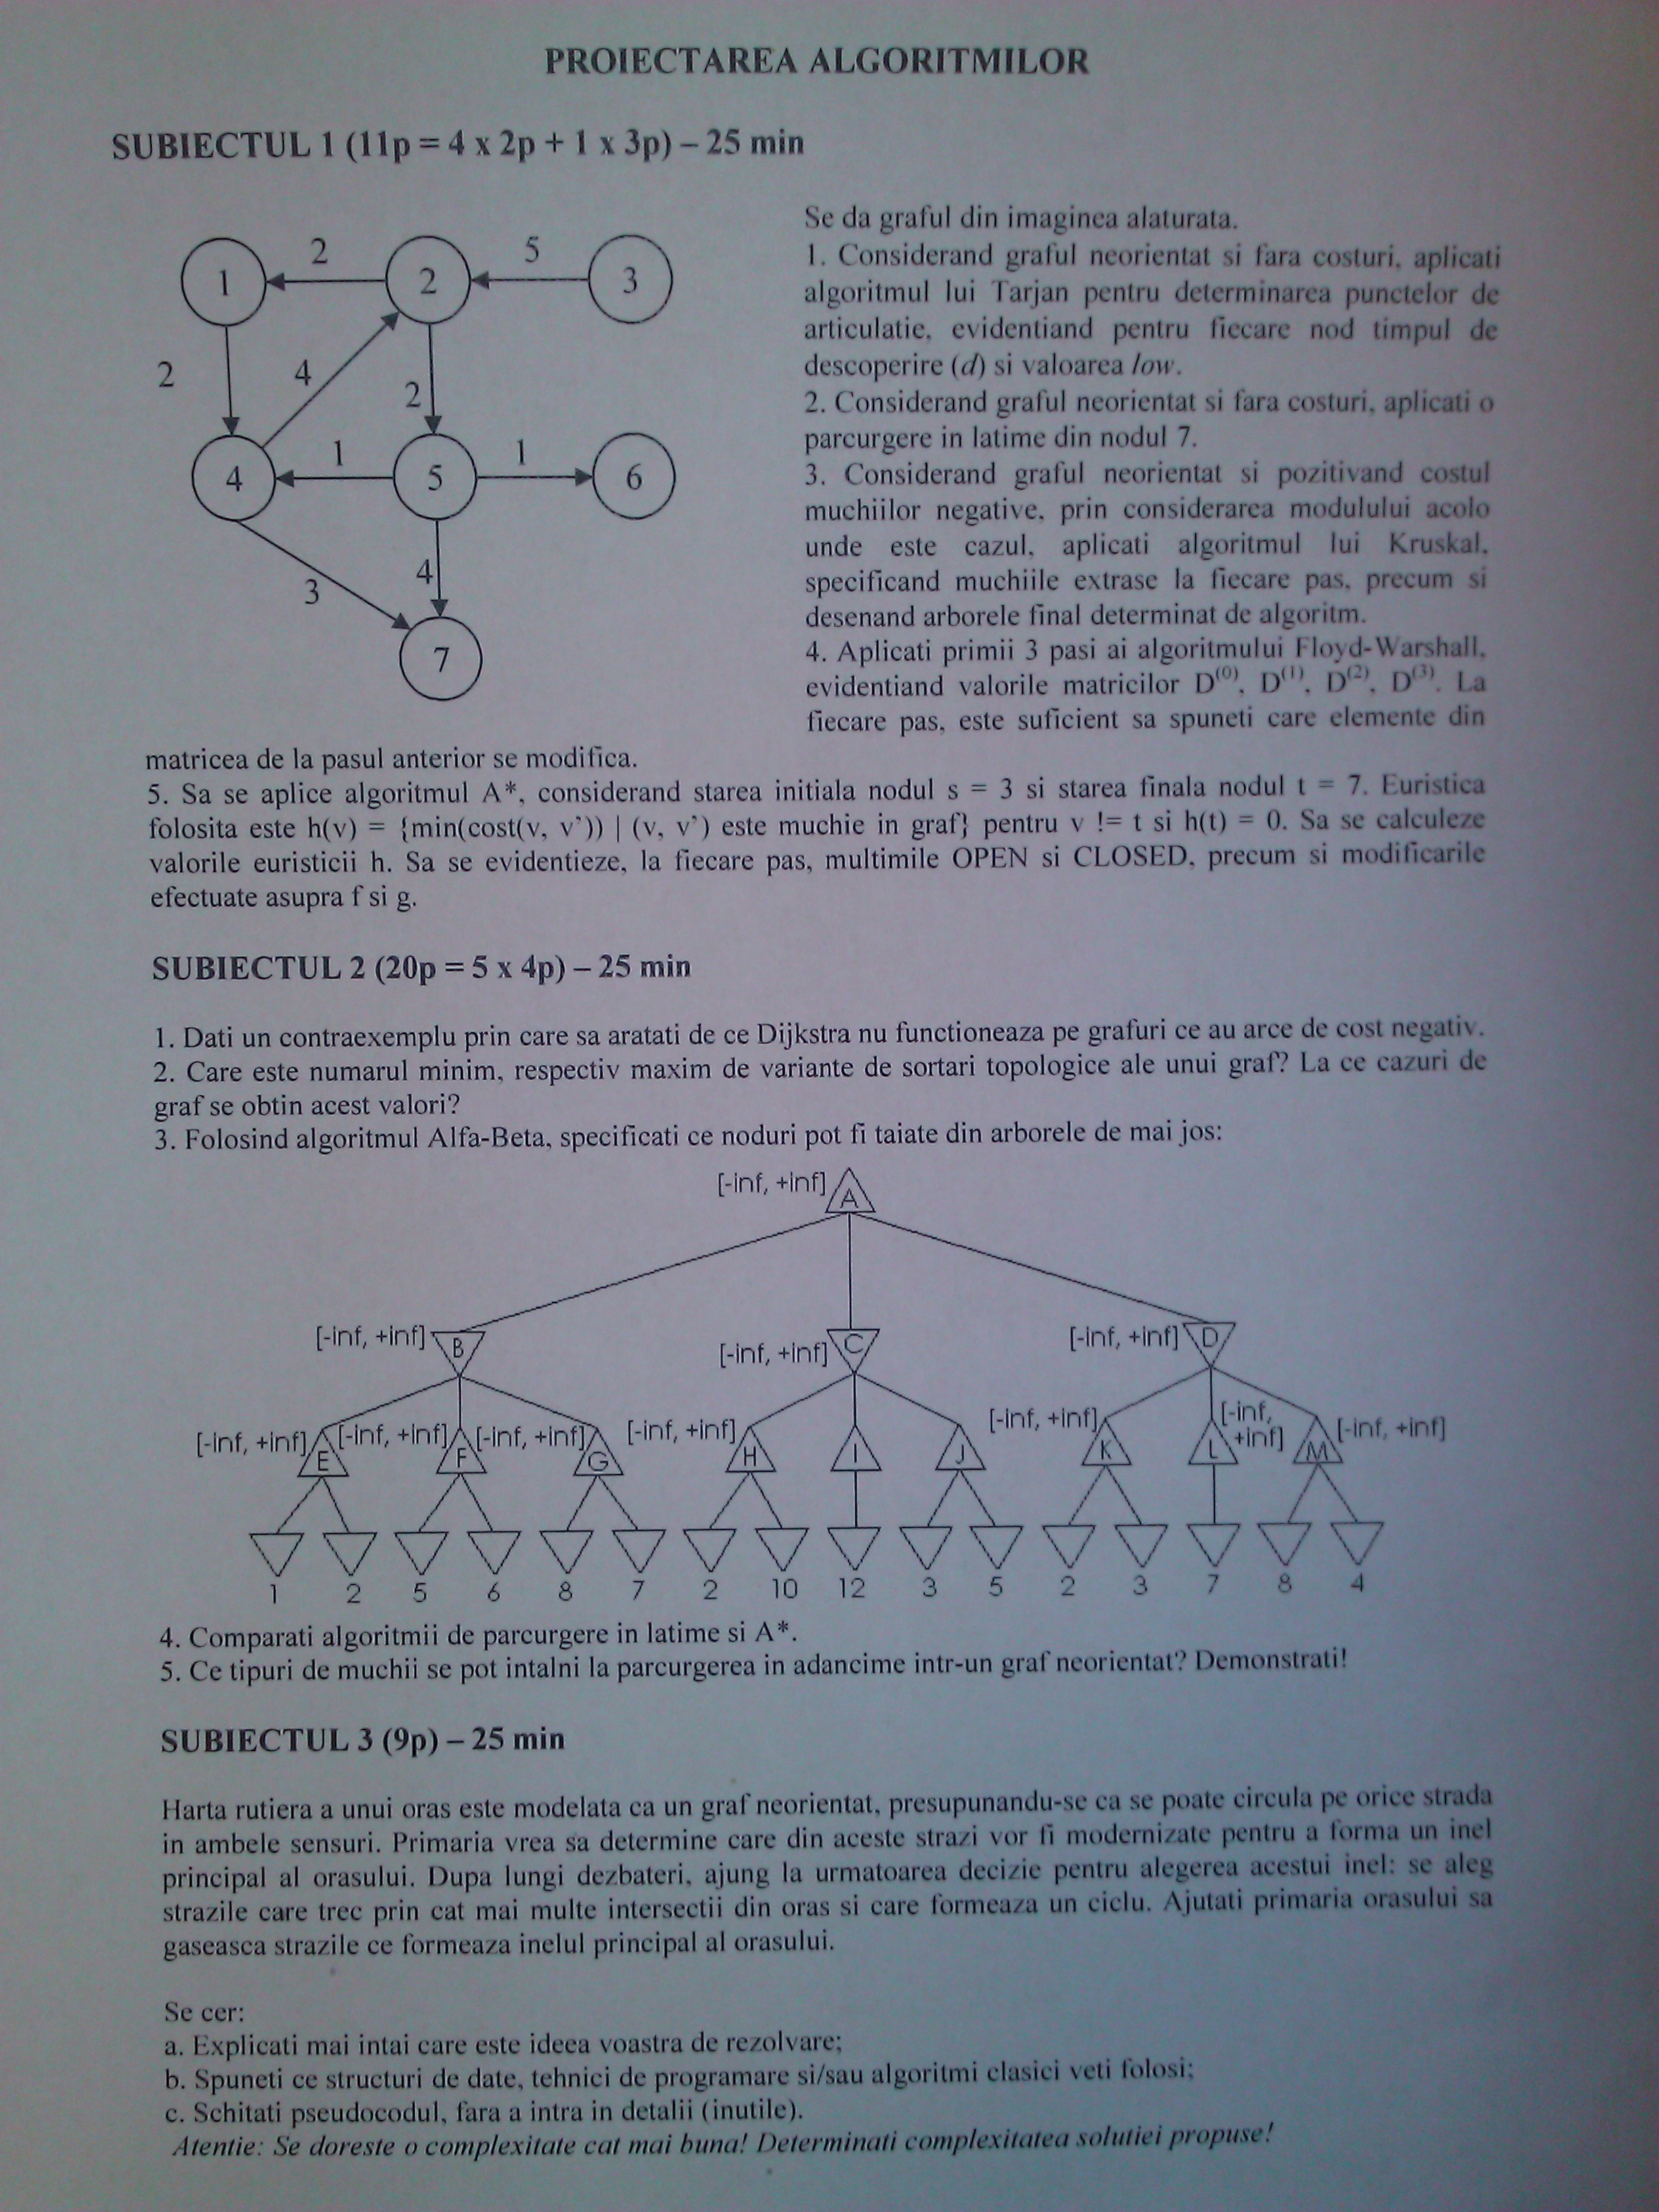 PROIECTAREA ALGORITMILOR
SUBIECTUL 1 (11p = 4 x 2p + 1 x 3p) – 25 min
2
5
1
2
3
2
4
2
1
1
4
5
6
3
4
7
Se da graful din imaginea alaturata.
1. Considerand graful neorientat si fara costuri, aplicati
algoritmul lui Tarjan pentru determinarea punctelor de
articulatie, evidentiand pentru fiecare nod timpul de
descoperire (d) si valoarea low.
2. Considerand graful neorientat si fara costuri, aplicati o
parcurgere in latime din nodul 7.
3. Considerand graful neorientat si pozitivand costul
muchiilor negative, prin considerarea modulului acolo
unde este cazul, aplicati algoritmul lui Kruskal,
specificand muchiile extrase la fiecare pas, precum si
desenand arborele final determinat de algoritm.
4. Aplicati primii 3 pasi ai algoritmului Floyd-Warshall,
evidentiand valorile matricilor D(0), D(1), D(2), D(3). La
fiecare pas, este suficient sa spuneti care elemente din
matricea de la pasul anterior se modifica.
5. Sa se aplice algoritmul A*, considerand starea initiala nodul s = 3 si starea finala nodul t = 7. Euristica
folosita este h(v) = {min(cost(v, v’)) | (v, v’) este muchie in graf} pentru v != t si h(t) = 0. Sa se calculeze
valorile euristicii h. Sa se evidentieze, la fiecare pas, multimile OPEN si CLOSED, precum si modificarile
efectuate asupra f si g.
SUBIECTUL 2 (20p = 5 x 4p) – 25 min
1. Dati un contraexemplu prin care sa aratati de ce Dijkstra nu functioneaza pe grafuri ce au arce de cost negativ.
2. Care este numarul minim, respectiv maxim de variante de sortari topologice ale unui graf? La ce cazuri de
graf se obtin acest valori?
3. Folosind algoritmul Alfa-Beta, specificati ce noduri pot fi taiate din arborele de mai jos:
[-inf, +inf] A
[-inf, +inf] B [-inf, +inf] C [-inf, +inf] D
[-inf, +inf] E [-inf, +inf] F [-inf, +inf] G [-inf, +inf] H I J [-inf, +inf] K L [-inf, +inf] M [-inf, +inf]
1 2 5 6 8 7 2 10 12 3 5 2 3 7 8 4
4. Comparati algoritmii de parcurgere in latime si A*.
5. Ce tipuri de muchii se pot intalni la parcurgerea in adancime intr-un graf neorientat? Demonstrati!
SUBIECTUL 3 (9p) – 25 min
Harta rutiera a unui oras este modelata ca un graf neorientat, presupunandu-se ca se poate circula pe orice strada
in ambele sensuri. Primaria vrea sa determine care din aceste strazi vor fi modernizate pentru a forma un inel
principal al orasului. Dupa lungi dezbateri, ajung la urmatoarea decizie pentru alegerea acestui inel: se aleg
strazile care trec prin cat mai multe intersectii din oras si care formeaza un ciclu. Ajutati primaria orasului sa
gaseasca strazile ce formeaza inelul principal al orasului.
Se cer:
a. Explicati mai intai care este ideea voastra de rezolvare;
b. Spuneti ce structuri de date, tehnici de programare si/sau algoritmi clasici veti folosi;
c. Schitati pseudocodul, fara a intra in detalii (inutile).
Atentie: Se doreste o complexitate cat mai buna! Determinati complexitatea solutiei propuse!